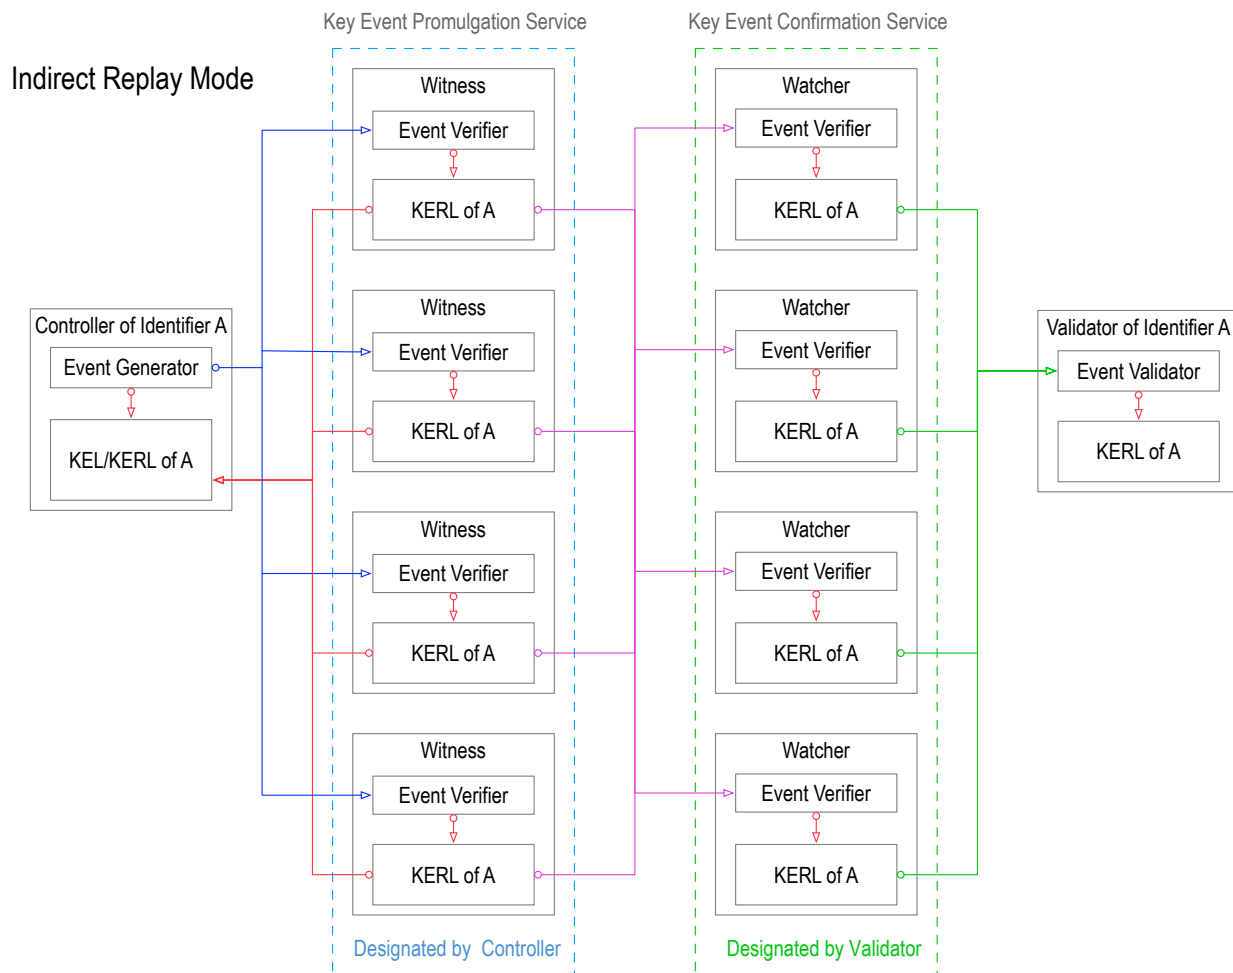 Key Event Promulgation Service
Key Event Confirmation Service
Indirect Replay Mode
Witness
Event Verifier
KERL of A
Watcher
Event Verifier
KERL of A
Controller of Identifier A
Event Generator
KEL/KERL of A
Witness
Event Verifier
KERL of A
Watcher
Event Verifier
KERL of A
Validator of Identifier A
Event Validator
KERL of A
Witness
Event Verifier
KERL of A
Watcher
Event Verifier
KERL of A
Witness
Event Verifier
KERL of A
Watcher
Event Verifier
KERL of A
Designated by Controller
Designated by Validator